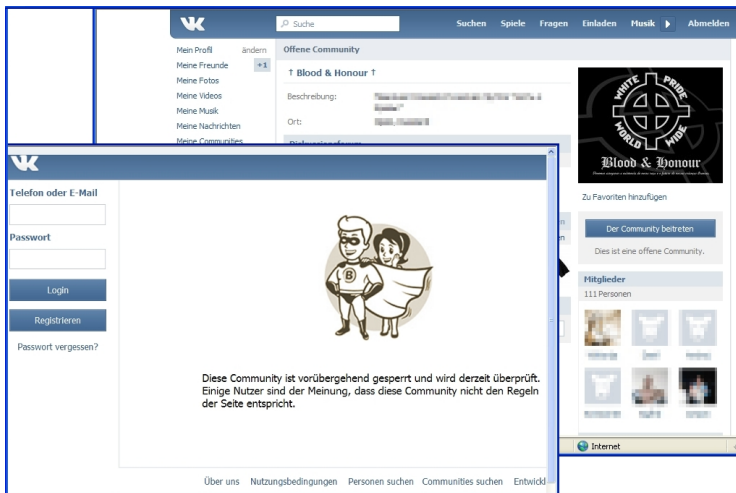 Suche
Suchen Spiele Fragen Einladen Musik Abmelden
Mein Profil ändern
Meine Freunde +1
Meine Fotos
Meine Videos
Meine Musik
Meine Nachrichten
Meine Communities
Offene Community
† Blood & Honour †
Beschreibung:
Ort:
Diskussionsforum
WHITE PRIDE
WORLD WIDE
Blood & Honour
Zu Favoriten hinzufügen
Der Community beitreten
Dies ist eine offene Community.
Mitglieder
111 Personen
Internet
Telefon oder E-Mail
Passwort
Login
Registrieren
Passwort vergessen?
B
Diese Community ist vorübergehend gesperrt und wird derzeit überprüft.
Einige Nutzer sind der Meinung, dass diese Community nicht den Regeln
der Seite entspricht.
Über uns Nutzungsbedingungen Personen suchen Communities suchen Entwickl